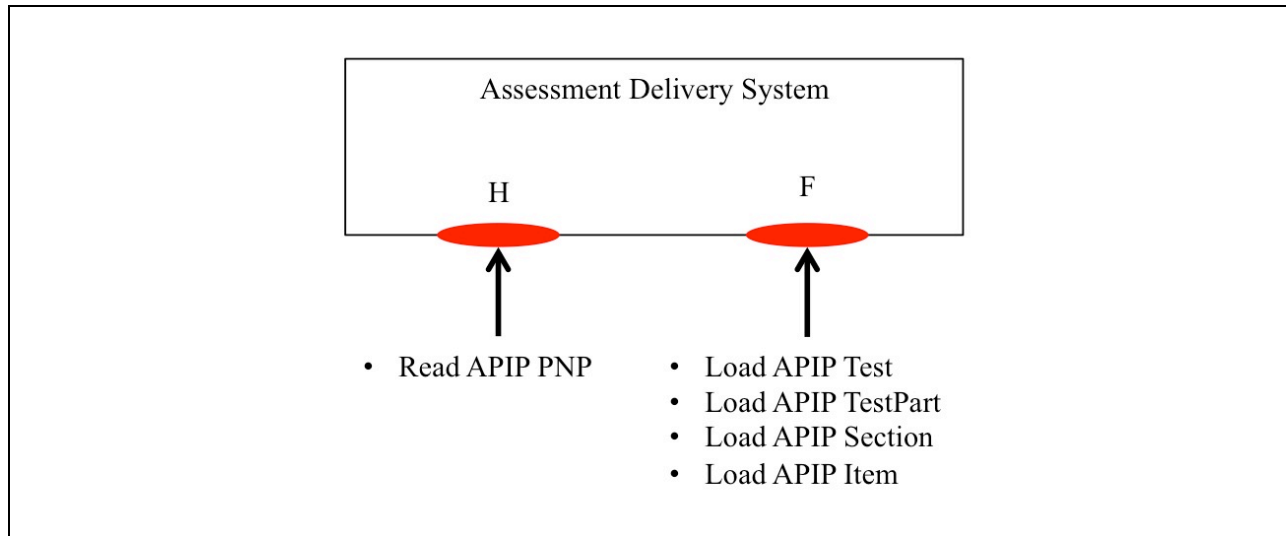 Assessment Delivery System
H
F
• Read APIP PNP
• Load APIP Test
• Load APIP TestPart
• Load APIP Section
• Load APIP Item